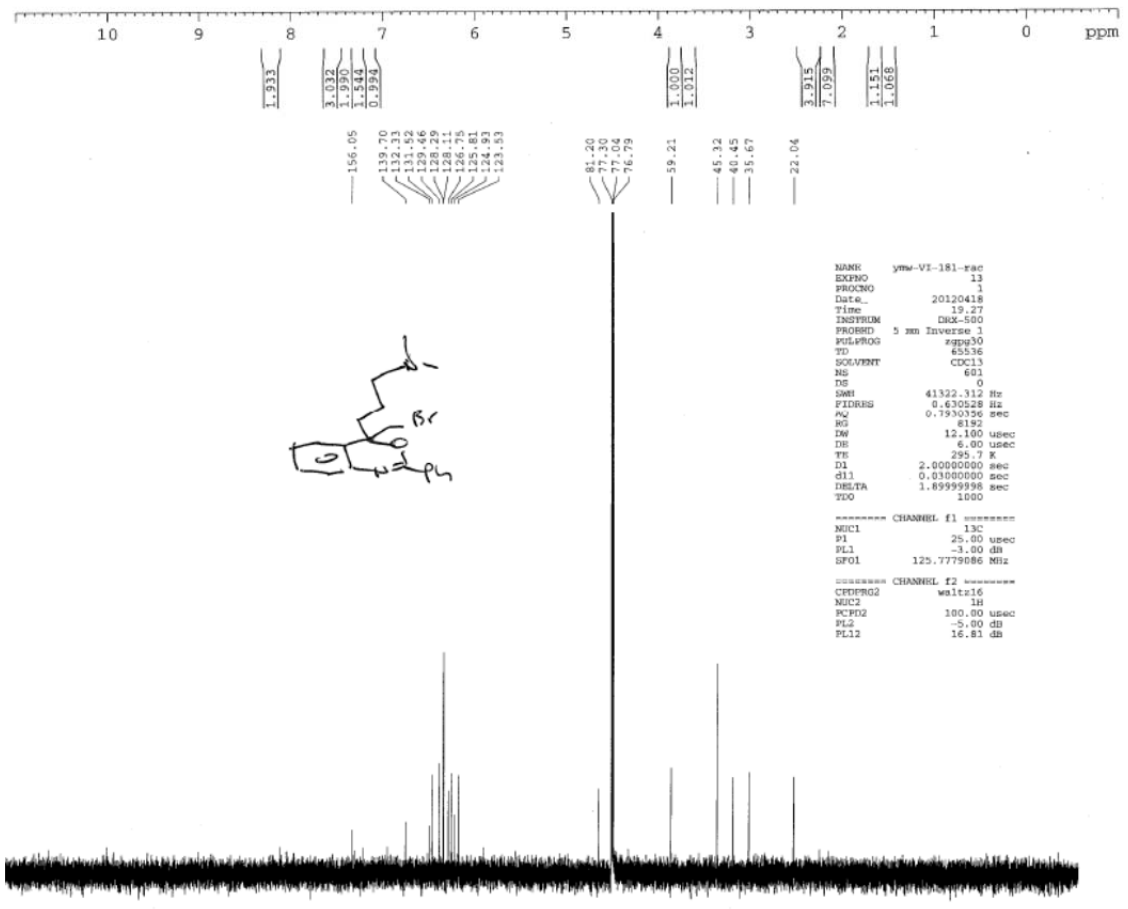 10 9 8 7 6 5 4 3 2 1 0 ppm
1.933 3.032 1.990 1.544 0.994 1.000 1.012 3.915 7.099 1.151 1.068
156.05 139.70 132.33 131.52 129.46 128.29 128.11 126.75 125.81 124.93 123.53 81.20 77.30 77.04 76.79 59.21 45.32 40.45 35.67 22.04
NAME ymw-VI-181-rac
EXPNO 13
PROCNO 1
Date_ 20120418
Time 19.27
INSTRUM DRX-500
PROBHD 5 mm Inverse 1
PULPROG zgpg30
TD 65536
SOLVENT CDCl3
NS 601
DS 0
SWH 41322.312 Hz
FIDRES 0.630528 Hz
AQ 0.7930356 sec
RG 8192
DW 12.100 usec
DE 6.00 usec
TE 295.7 K
D1 2.00000000 sec
d11 0.03000000 sec
DELTA 1.89999998 sec
TD0 1000
======== CHANNEL f1 ========
NUC1 13C
P1 25.00 usec
PL1 -3.00 dB
SFO1 125.7779086 MHz
======== CHANNEL f2 ========
CPDPRG2 waltz16
NUC2 1H
PCPD2 100.00 usec
PL2 -5.00 dB
PL12 16.81 dB
N
Br
O
N Ph